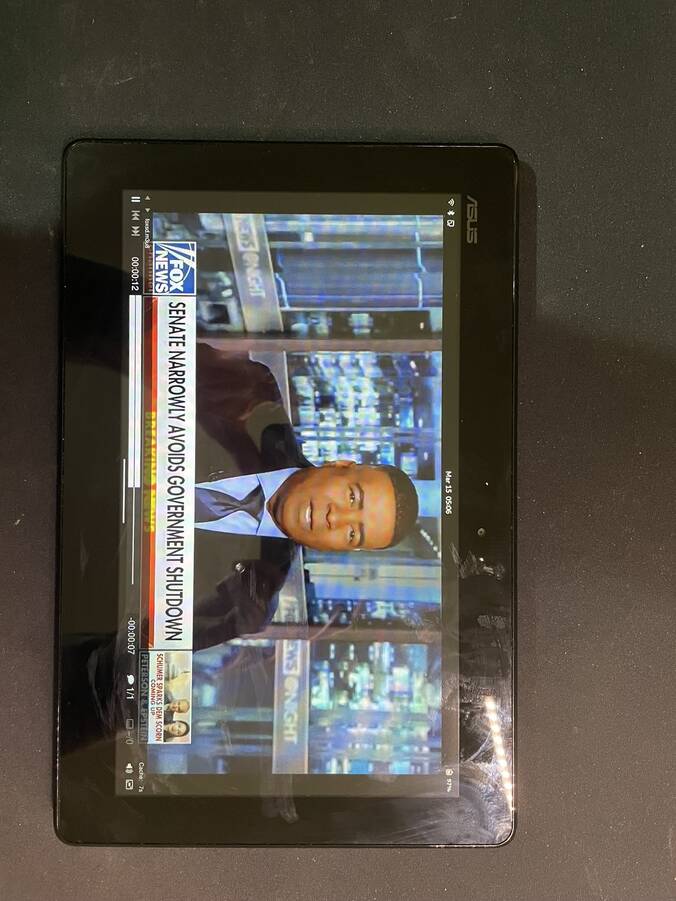 ASUS
Mar 15 05:06
97%
NEWS @NIGHT
FOX NEWS @NIGHT
FOX
NEWS
SENATE NARROWLY AVOIDS GOVERNMENT SHUTDOWN
BREAKING NEWS
SCHUMER SPARKS DEM SCORN
COMING UP
PETERSON & EPSTEIN
foxsd.m3u8
Cache: 7s
00:00:12
-00:00:07
1/1
-/0